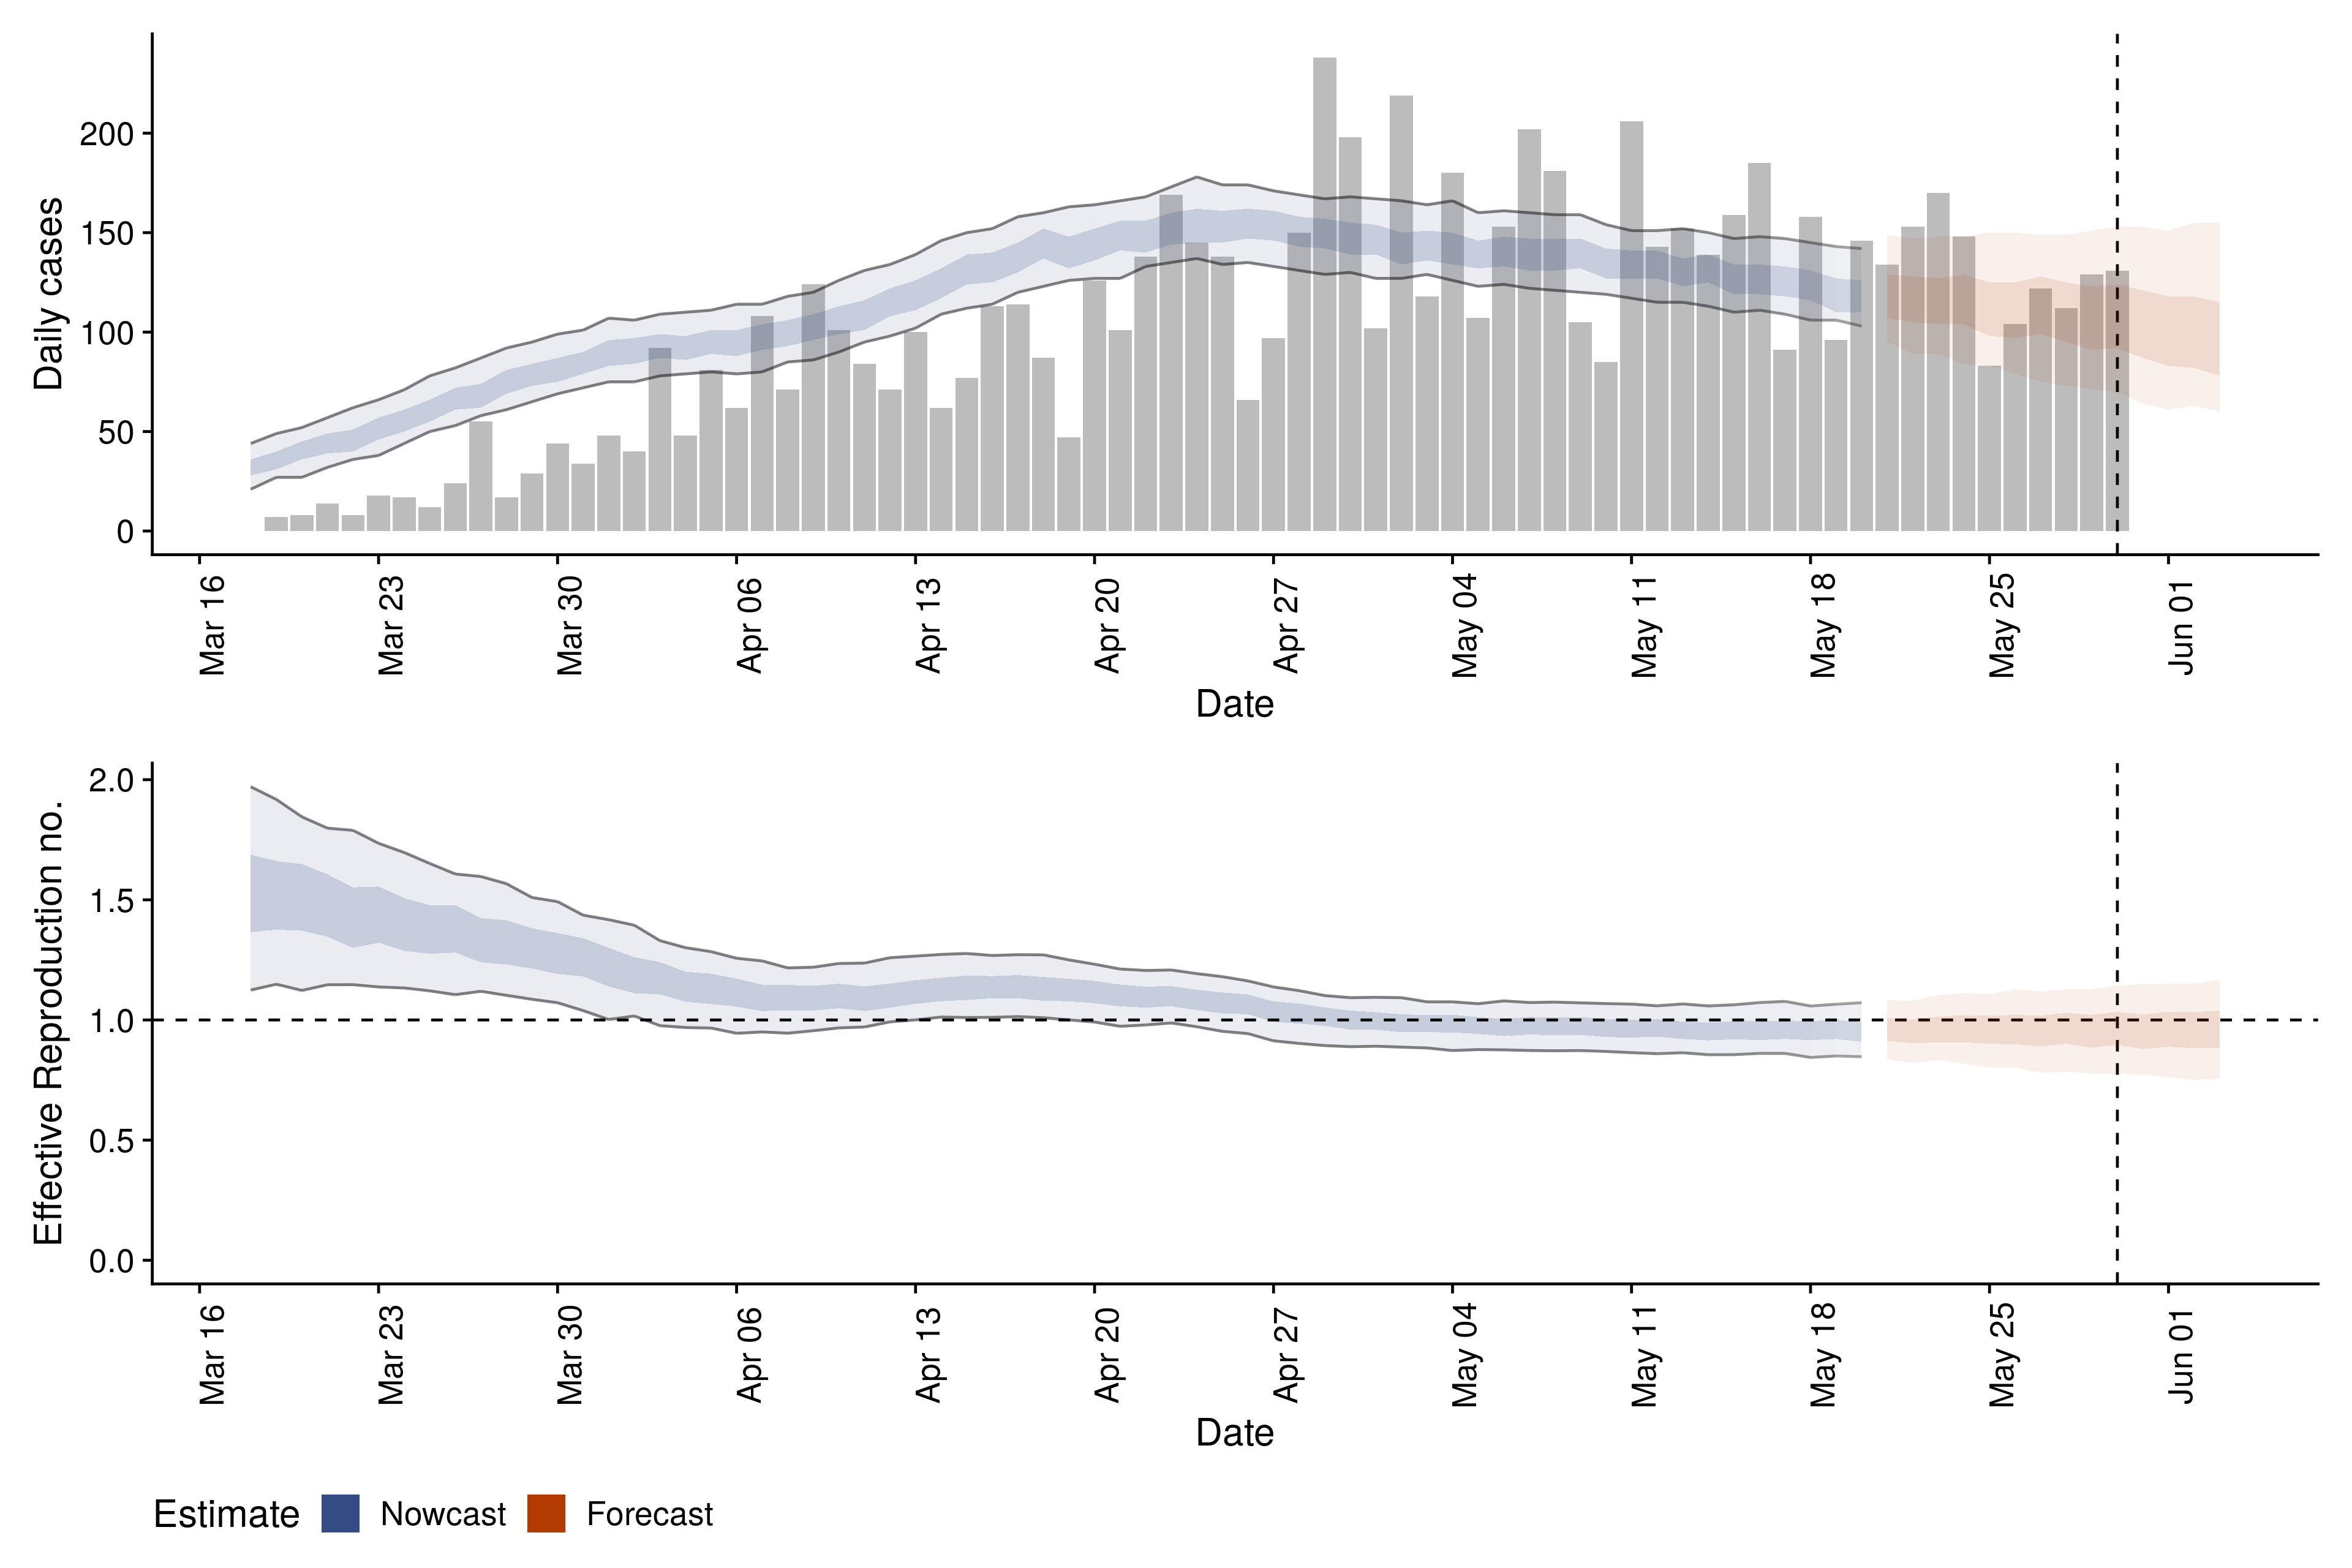 Daily cases
200
150
100
50
0
Mar 16
Mar 23
Mar 30
Apr 06
Apr 13
Apr 20
Apr 27
May 04
May 11
May 18
May 25
Jun 01
Date
Effective Reproduction no.
2.0
1.5
1.0
0.5
0.0
Mar 16
Mar 23
Mar 30
Apr 06
Apr 13
Apr 20
Apr 27
May 04
May 11
May 18
May 25
Jun 01
Date
Estimate Nowcast Forecast